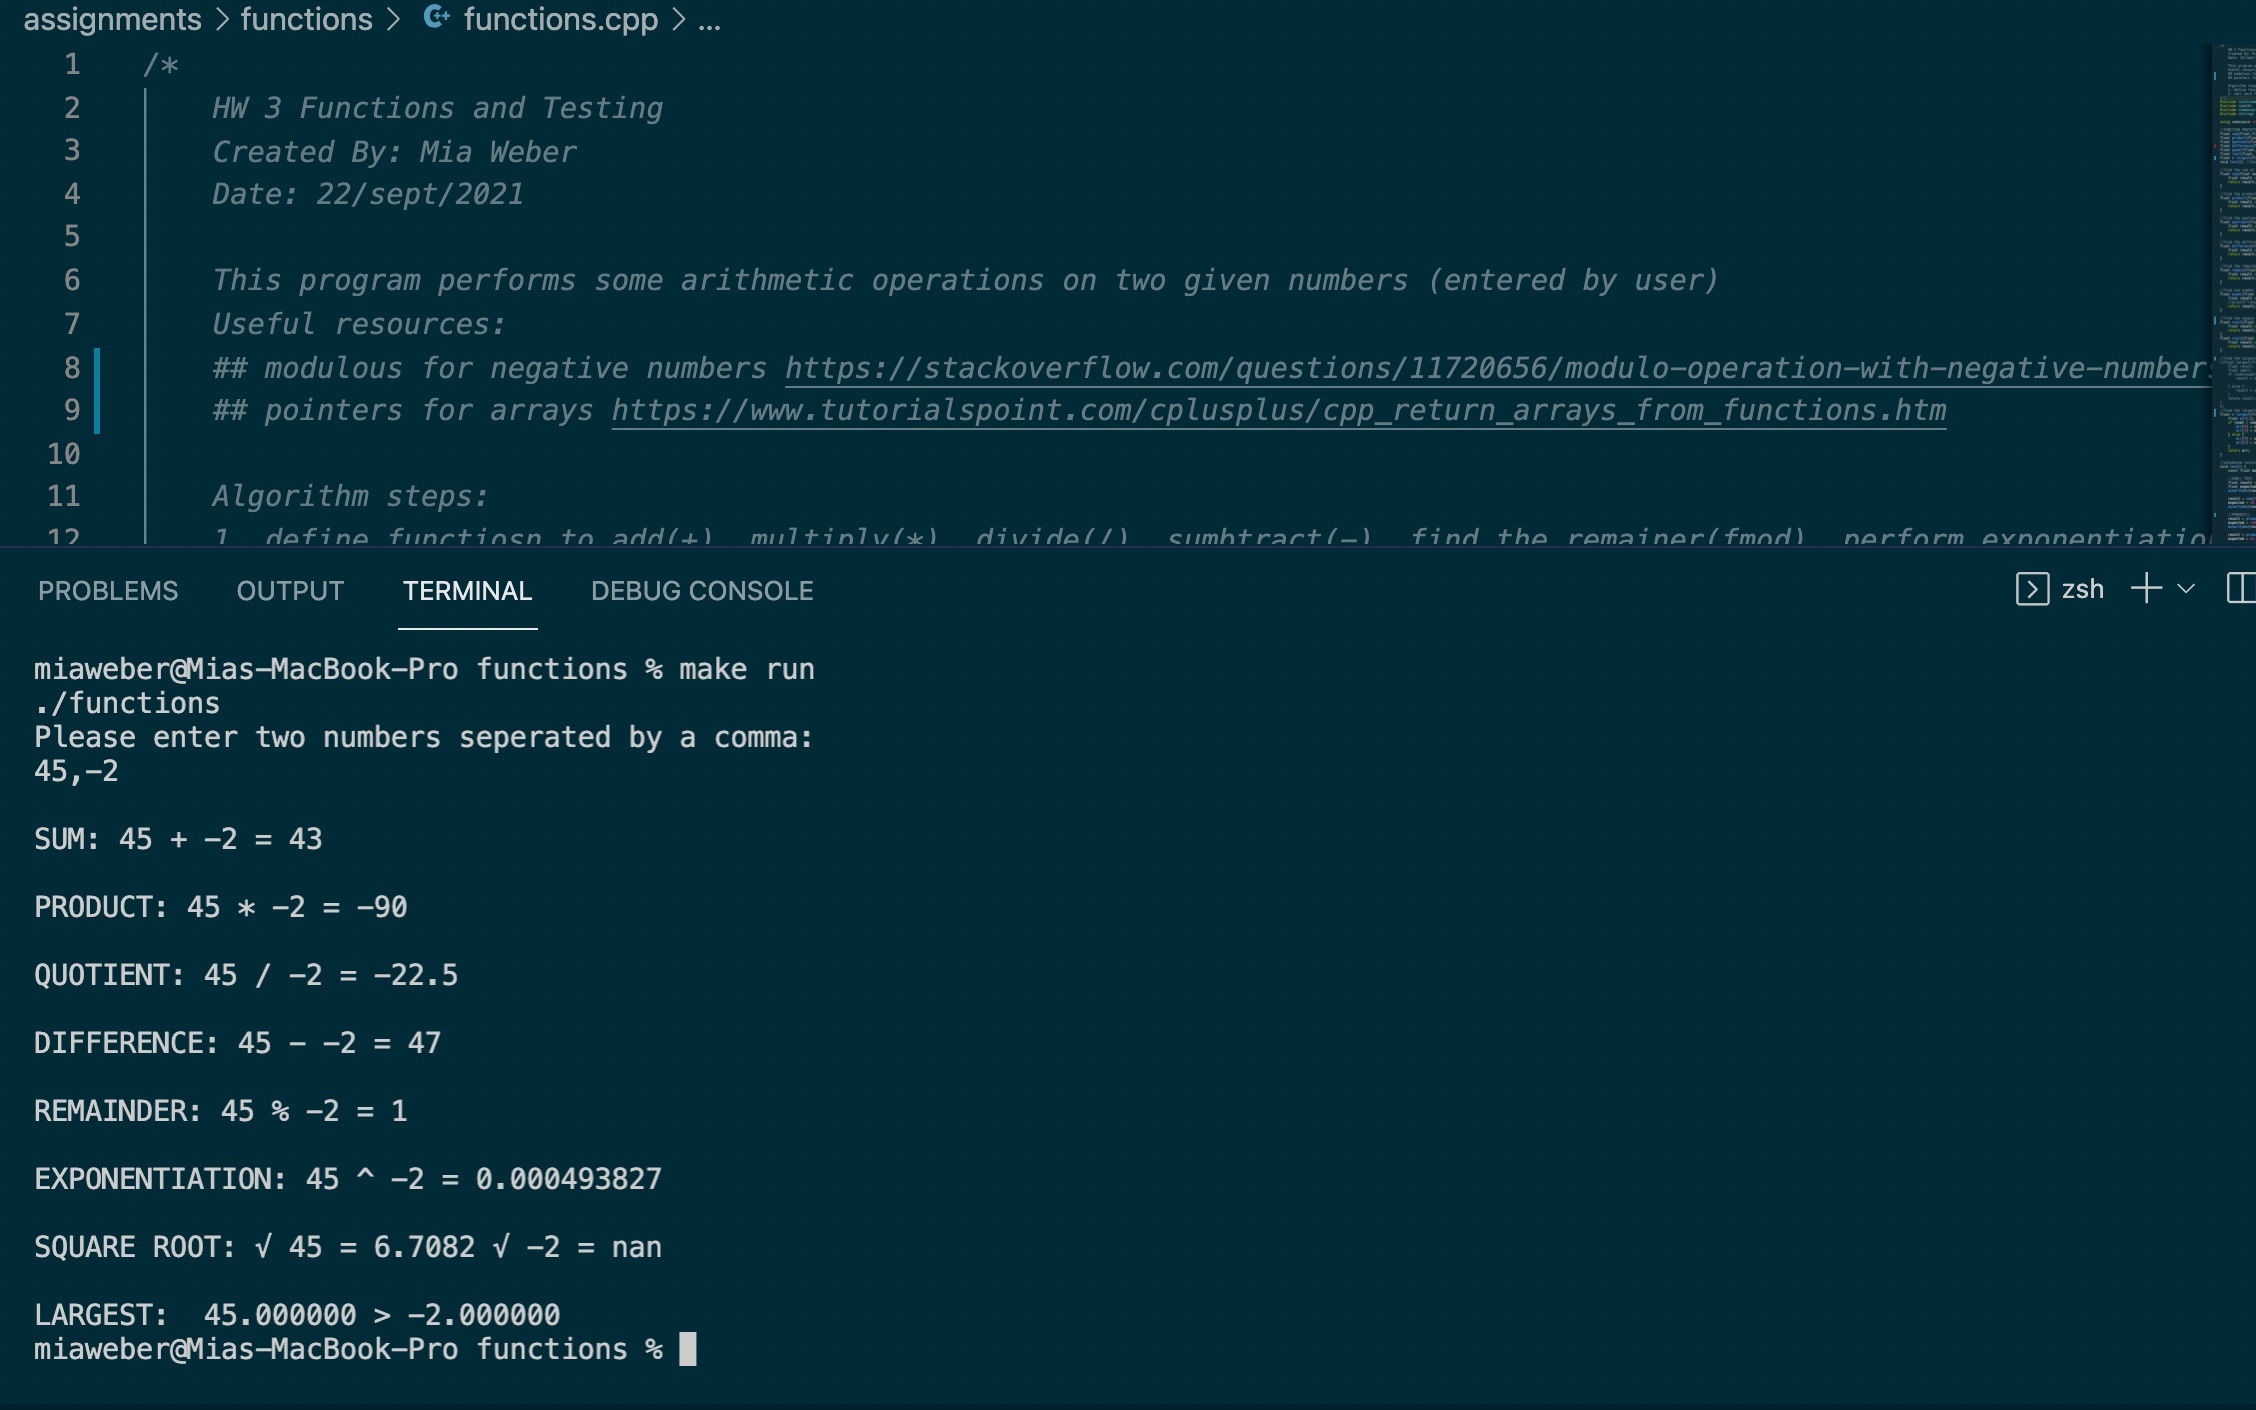 assignments > functions > functions.cpp > ...
1 /*
2 HW 3 Functions and Testing
3 Created By: Mia Weber
4 Date: 22/sept/2021
5
6 This program performs some arithmetic operations on two given numbers (entered by user)
7 Useful resources:
8 ## modulous for negative numbers https://stackoverflow.com/questions/11720656/modulo-operation-with-negative-number
9 ## pointers for arrays https://www.tutorialspoint.com/cplusplus/cpp_return_arrays_from_functions.htm
10
11 Algorithm steps:
12 1. define functiosn to add(+), multiply(*), divide(/), sumbtract(-), find the remainer(fmod), perform exponentiatio
PROBLEMS OUTPUT TERMINAL DEBUG CONSOLE zsh
miaweber@Mias-MacBook-Pro functions % make run
./functions
Please enter two numbers seperated by a comma:
45,-2
SUM: 45 + -2 = 43
PRODUCT: 45 * -2 = -90
QUOTIENT: 45 / -2 = -22.5
DIFFERENCE: 45 - -2 = 47
REMAINDER: 45 % -2 = 1
EXPONENTIATION: 45 ^ -2 = 0.000493827
SQUARE ROOT: √ 45 = 6.7082 √ -2 = nan
LARGEST:  45.000000 > -2.000000
miaweber@Mias-MacBook-Pro functions %